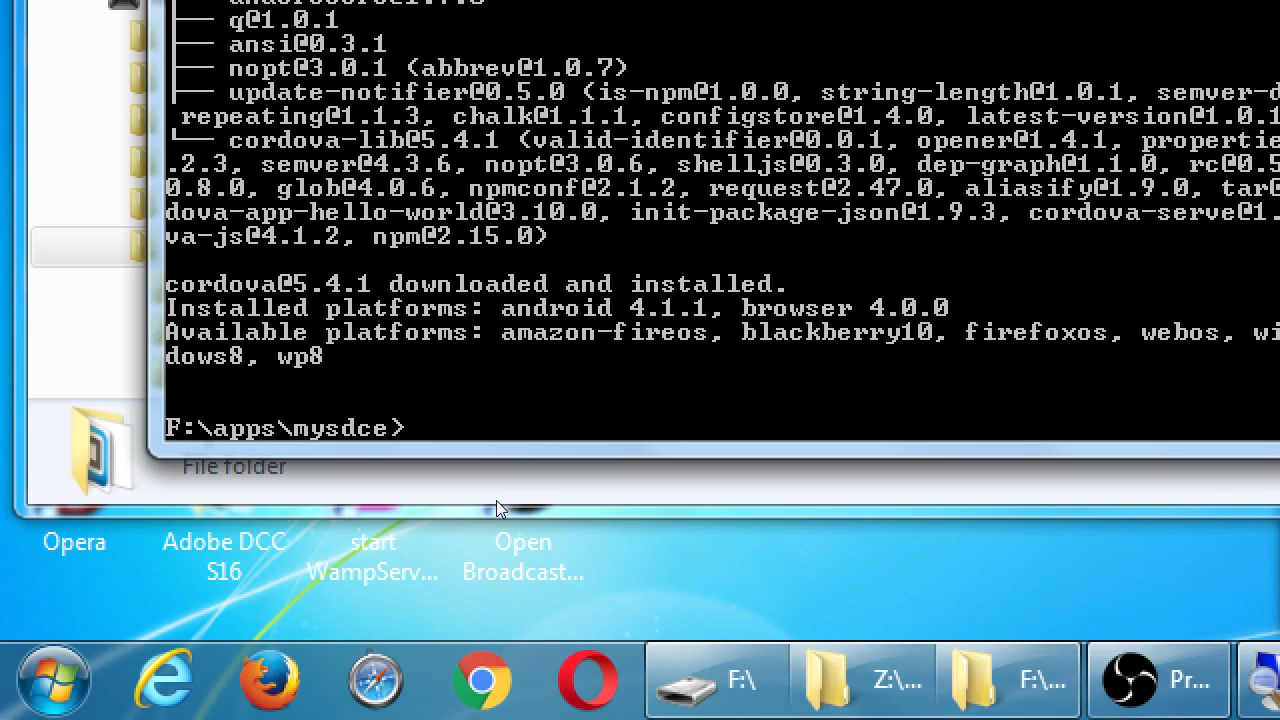 q@1.0.1
ansi@0.3.1
nopt@3.0.1 (abbrev@1.0.7)
update-notifier@0.5.0 (is-npm@1.0.0, string-length@1.0.1, semver-d
repeating@1.1.3, chalk@1.1.1, configstore@1.4.0, latest-version@1.0.1
cordova-lib@5.4.1 (valid-identifier@0.0.1, opener@1.4.1, propertie
.2.3, semver@4.3.6, nopt@3.0.6, shelljs@0.3.0, dep-graph@1.1.0, rc@0.5
0.8.0, glob@4.0.6, npmconf@2.1.2, request@2.47.0, aliasify@1.9.0, tar@
dova-app-hello-world@3.10.0, init-package-json@1.9.3, cordova-serve@1.
va-js@4.1.2, npm@2.15.0)
cordova@5.4.1 downloaded and installed.
Installed platforms: android 4.1.1, browser 4.0.0
Available platforms: amazon-fireos, blackberry10, firefoxos, webos, wi
dows8, wp8
F:\apps\mysdce>
File folder
Opera
Adobe DCC S16
start WampServ...
Open Broadcast...
F:\
Z:\...
F:\...
Pr...